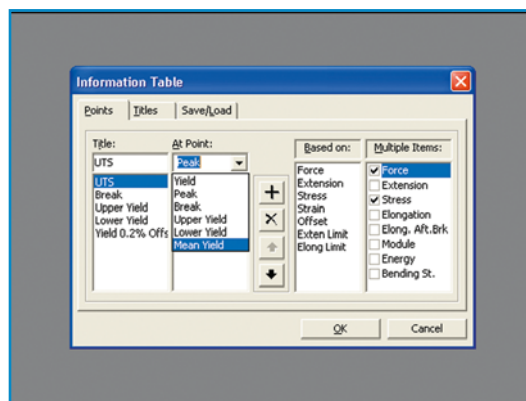 Information Table
Points
Titles
Save/Load
Title:
At Point:
Based on:
Multiple Items:
UTS
Peak
UTS
Break
Upper Yield
Lower Yield
Yield 0.2% Offs
Yield
Peak
Break
Upper Yield
Lower Yield
Mean Yield
Force
Extension
Stress
Strain
Offset
Exten Limit
Elong Limit
Force
Extension
Stress
Elongation
Elong. Aft.Brk
Module
Energy
Bending St.
OK
Cancel